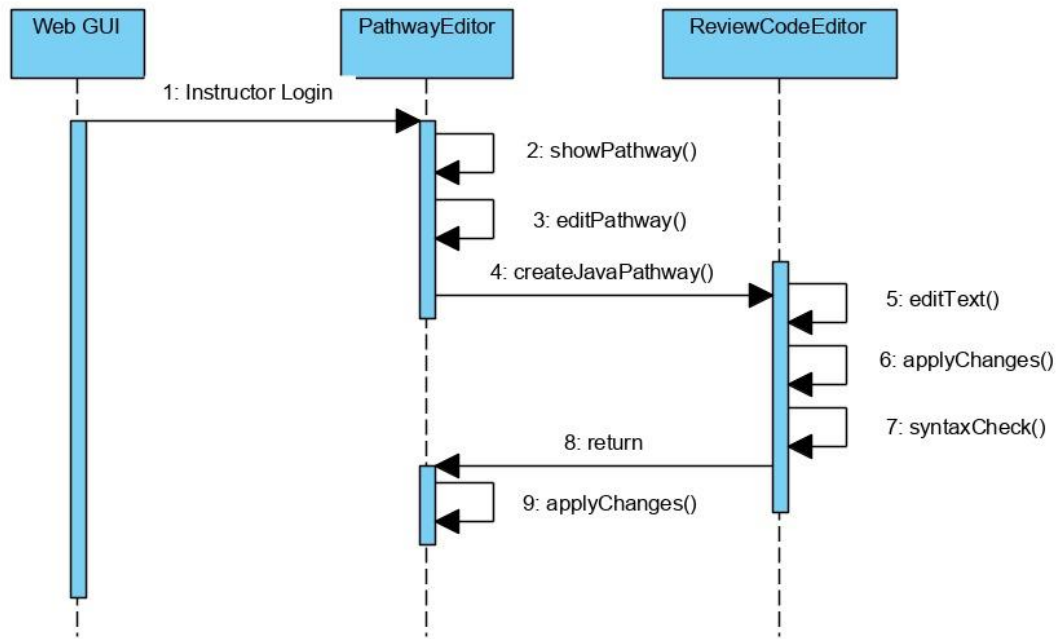 Web GUI
PathwayEditor
ReviewCodeEditor
1: Instructor Login
2: showPathway()
3: editPathway()
4: createJavaPathway()
5: editText()
6: applyChanges()
7: syntaxCheck()
8: return
9: applyChanges()